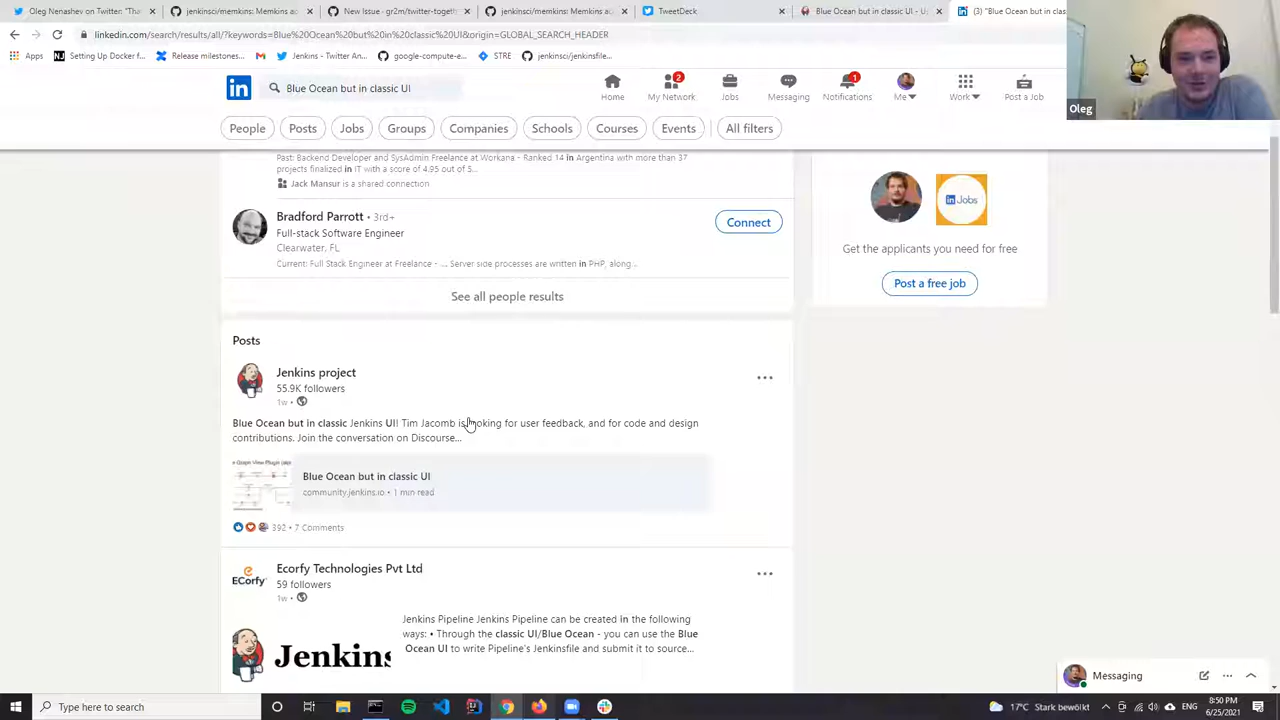 Oleg Nenashev on Twitter: "That
jenkinsci/memkins: Memkins ad
New Issue · gr2m/twitter-togeth
jenkinsci/memkins: Memkins ad
TweetDeck
Blue Ocean but in classic UI - U
(3) "Blue Ocean but in clas
linkedin.com/search/results/all/?keywords=Blue%20Ocean%20but%20in%20classic%20UI&origin=GLOBAL_SEARCH_HEADER
Apps
Setting Up Docker f...
Release milestones...
Jenkins - Twitter An...
google-compute-e...
STRE
jenkinsci/jenkinsfile...
in
Blue Ocean but in classic UI
2
1
Home
My Network
Jobs
Messaging
Notifications
Me
Work
Post a Job
Oleg
People
Posts
Jobs
Groups
Companies
Schools
Courses
Events
All filters
Past: Backend Developer and SysAdmin Freelance at Workana - Ranked 14 in Argentina with more than 37
projects finalized in IT with a score of 4.95 out of 5...
Jack Mansur is a shared connection
Bradford Parrott • 3rd+
Full-stack Software Engineer
Clearwater, FL
Current: Full Stack Engineer at Freelance - ... Server side processes are written in PHP, along...
Connect
See all people results
in Jobs
Get the applicants you need for free
Post a free job
Posts
Jenkins project
55.9K followers
1w •
Blue Ocean but in classic Jenkins UI! Tim Jacomb is looking for user feedback, and for code and design
contributions. Join the conversation on Discourse...
e Graph View Plugin
Blue Ocean but in classic UI
community.jenkins.io • 1 min read
392 • 7 Comments
ECorfy
Ecorfy Technologies Pvt Ltd
59 followers
1w •
Jenkins
Jenkins Pipeline Jenkins Pipeline can be created in the following
ways: • Through the classic UI/Blue Ocean - you can use the Blue
Ocean UI to write Pipeline's Jenkinsfile and submit it to source...
Messaging
Type here to search
17°C Stark bewölkt
ENG
8:50 PM
6/25/2021